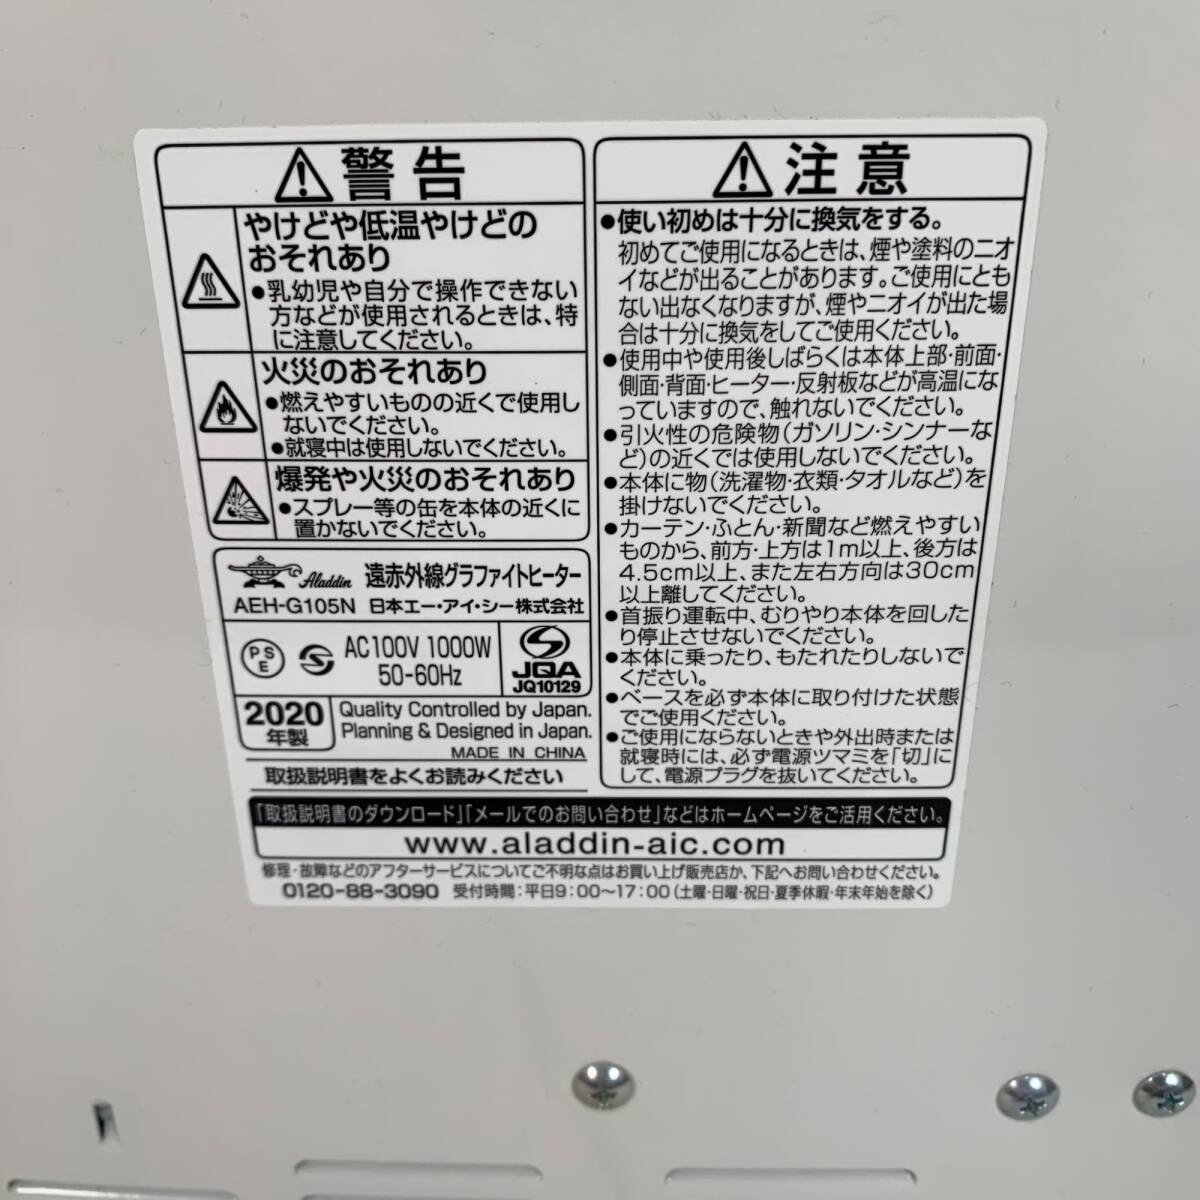 警告
やけどや低温やけどの
おそれあり
●乳幼児や自分で操作できない
方などが使用されるときは、特
に注意してください。
火災のおそれあり
●燃えやすいものの近くで使用し
ないでください。
●就寝中は使用しないでください。
爆発や火災のおそれあり
●スプレー等の缶を本体の近くに
置かないでください。
Aladdin 遠赤外線グラファイトヒーター
AEH-G105N 日本エー・アイ・シー株式会社
PSE
AC100V 1000W
50-60Hz
JQA
JQ10129
2020
年製
Quality Controlled by Japan.
Planning & Designed in Japan.
MADE IN CHINA
取扱説明書をよくお読みください
注意
●使い初めは十分に換気をする。
初めてご使用になるときは、煙や塗料のニオ
イなどが出ることがあります。ご使用にとも
ない出なくなりますが、煙やニオイが出た場
合は十分に換気をしてご使用ください。
●使用中や使用後しばらくは本体上部・前面・
側面・背面・ヒーター・反射板などが高温にな
っていますので、触れないでください。
●引火性の危険物(ガソリン・シンナーな
ど)の近くでは使用しないでください。
●本体に物(洗濯物・衣類・タオルなど)を
掛けないでください。
●カーテン・ふとん・新聞など燃えやすい
ものから、前方・上方は1m以上、後方は
4.5cm以上、また左右方向は30cm
以上離してください。
●首振り運転中、むりやり本体を回した
り停止させないでください。
●本体に乗ったり、もたれたりしないで
ください。
●ベースを必ず本体に取り付けた状態
でご使用ください。
●ご使用にならないときや外出時または
就寝時には、必ず電源ツマミを「切」に
して、電源プラグを抜いてください。
「取扱説明書のダウンロード」「メールでのお問い合わせ」などはホームページをご活用ください。
www.aladdin-aic.com
修理・故障などのアフターサービスについてご不明な点はお買い上げ販売店か、下記へお問い合わせください。
0120-88-3090 受付時間:平日9:00〜17:00(土曜・日曜・祝日・夏季休暇・年末年始を除く)